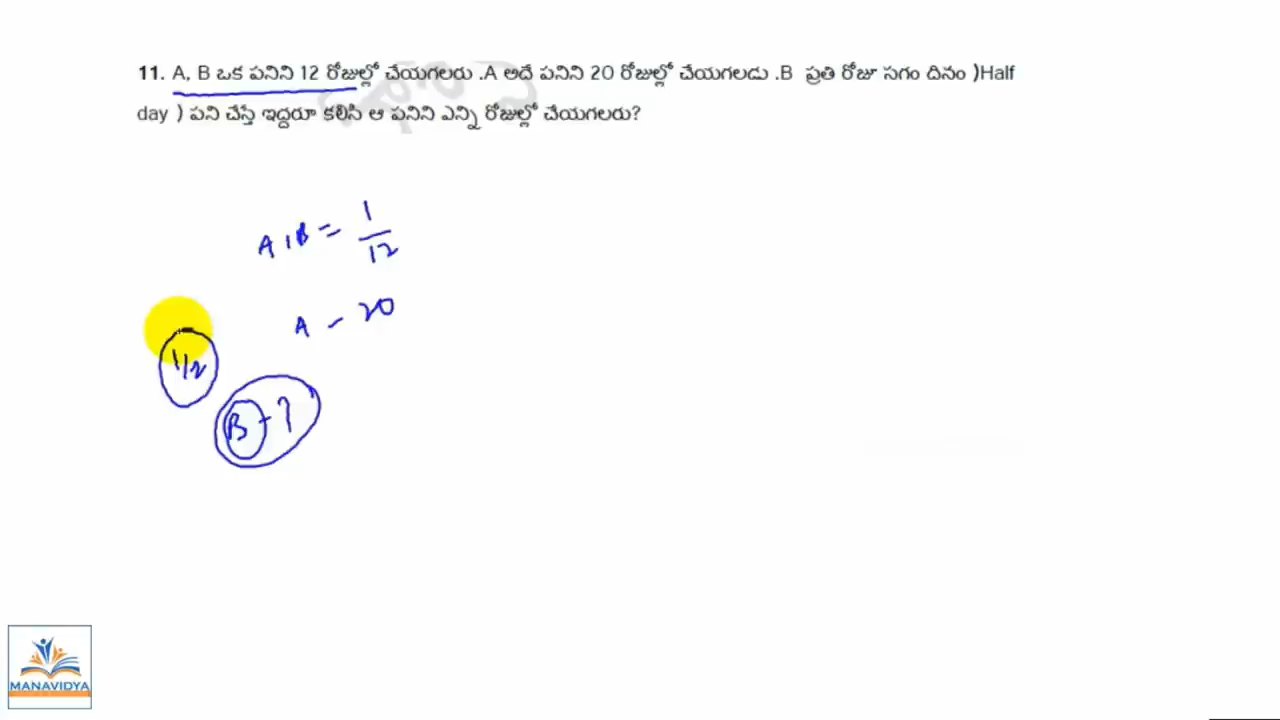 11. A, B ఒక పనిని 12 రోజుల్లో చేయగలరు .A అదే పనిని 20 రోజుల్లో చేయగలడు .B ప్రతి రోజూ సగం దినం )Half
day ) పని చేస్తే ఇద్దరూ కలిసి ఆ పనిని ఎన్ని రోజుల్లో చేయగలరు?
A, B = 1/12
A - 20
1/2
B - ?
MANAVIDYA